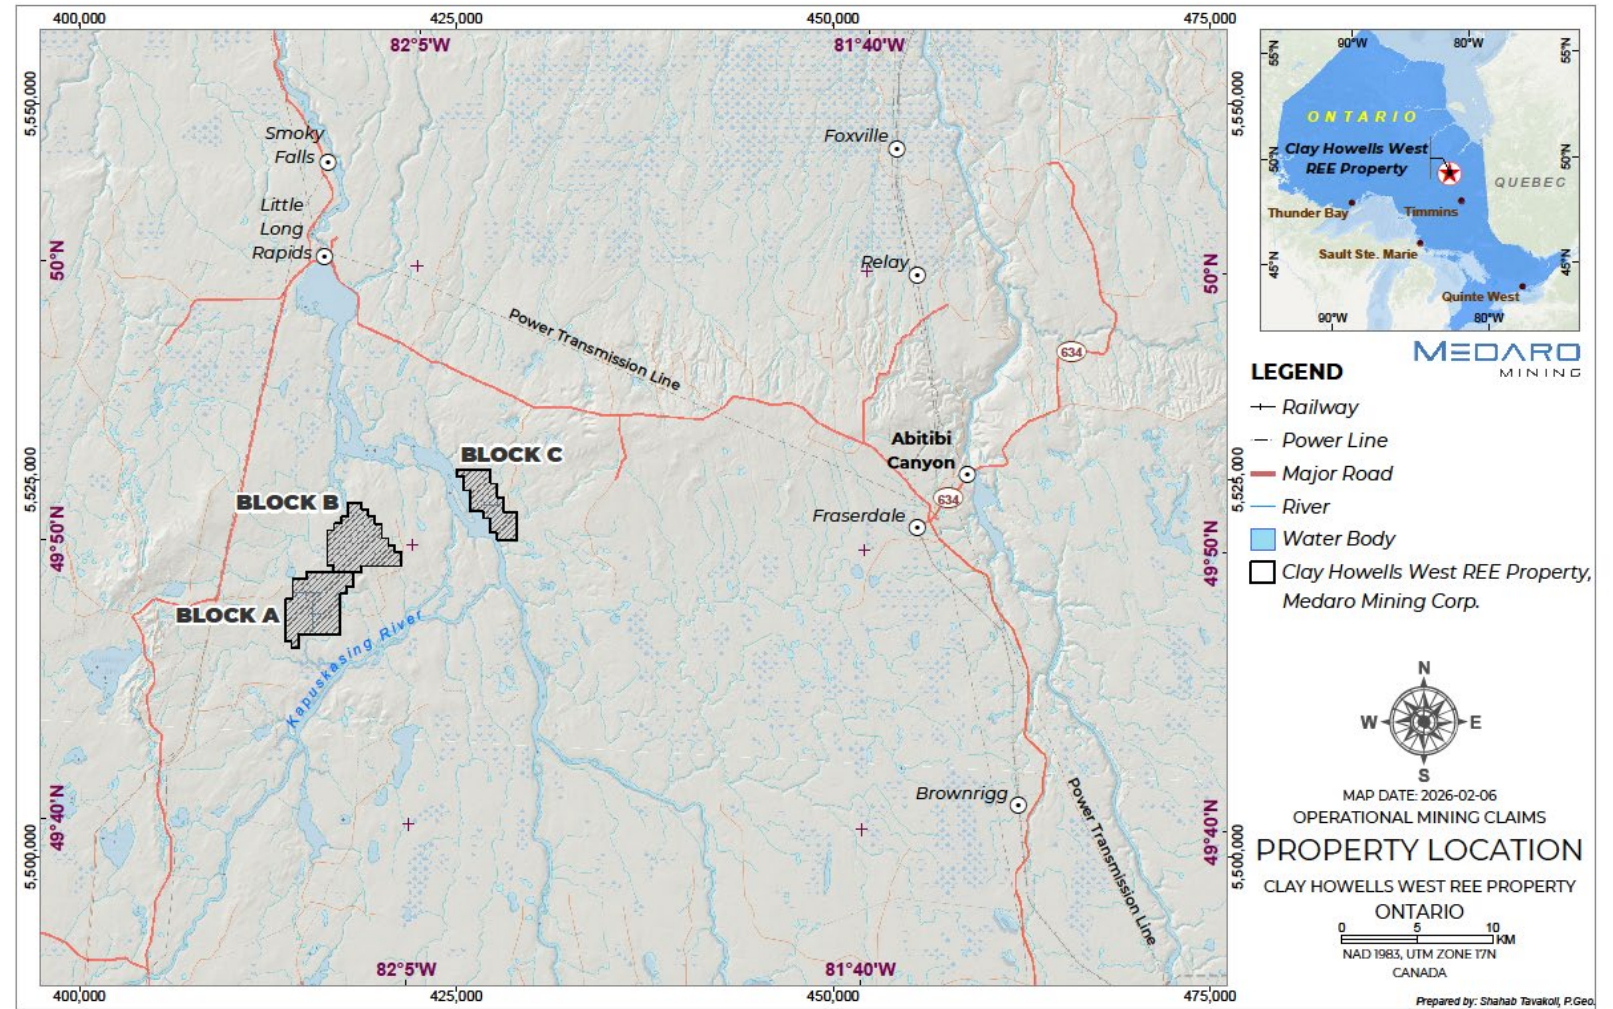 400,000
425,000
450,000
475,000
82°5'W
81°40'W
5,550,000
5,550,000
Smoky
Falls
Foxville
Little
Long
Rapids
Relay
50°N
50°N
Power Transmission Line
634
Abitibi
Canyon
BLOCK C
5,525,000
5,525,000
BLOCK B
634
Fraserdale
49°50'N
49°50'N
BLOCK A
Kapuskasing River
Brownrigg
Power Transmission Line
49°40'N
49°40'N
5,500,000
5,500,000
82°5'W
81°40'W
400,000
425,000
450,000
475,000
90°W
80°W
55°N
55°N
ONTARIO
Clay Howells West
REE Property
50°N
50°N
QUEBEC
Thunder Bay
Timmins
Sault Ste. Marie
45°N
45°N
Quinte West
90°W
80°W
MEDARO
MINING
LEGEND
Railway
Power Line
Major Road
River
Water Body
Clay Howells West REE Property,
Medaro Mining Corp.
N
W
E
S
MAP DATE: 2026-02-06
OPERATIONAL MINING CLAIMS
PROPERTY LOCATION
CLAY HOWELLS WEST REE PROPERTY
ONTARIO
0 5 10
KM
NAD 1983, UTM ZONE 17N
CANADA
Prepared by: Shahab Tavakoli, P.Geo.